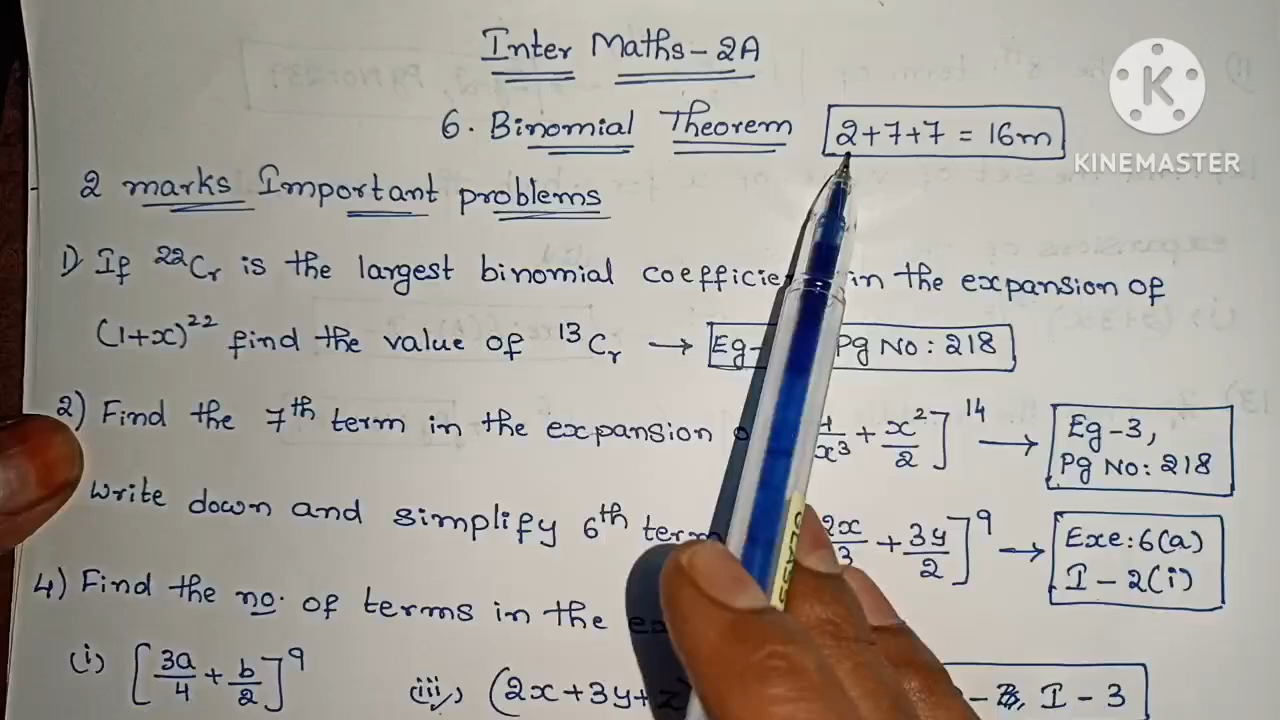 Inter Maths-2A
6. Binomial Theorem 2+7+7 = 16m
2 marks Important problems
1) If ²²Cᵣ is the largest binomial in the expansion of
(1+x)²² find the value of ¹³Cᵣ → Eg- Pg No: 218
2) Find the 7th term in the expansion x³ + x²/2]¹⁴ → Eg-3,
Pg No: 218
Write down and simplify 6th term 2x/3 + 3y/2]⁹ → Exe: 6(a)
I - 2(i)
4) Find the no. of terms in the
(i) [3a/4 + b/2]⁹ (iii) (2x+3y+z I - 3
K
KINEMASTER